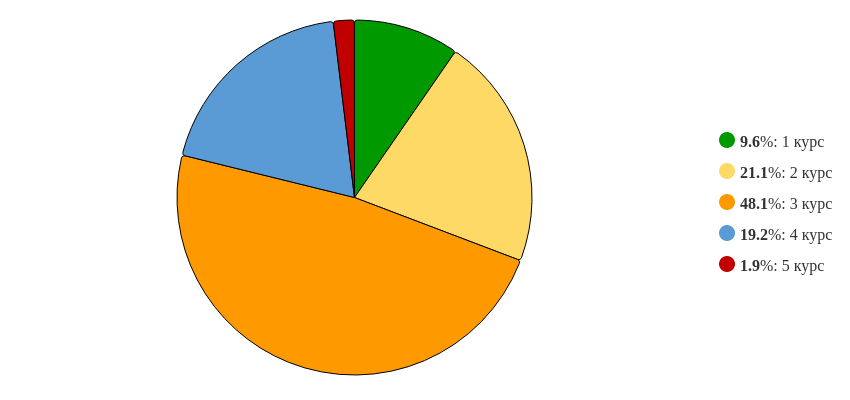 9.6%: 1 курс
21.1%: 2 курс
48.1%: 3 курс
19.2%: 4 курс
1.9%: 5 курс